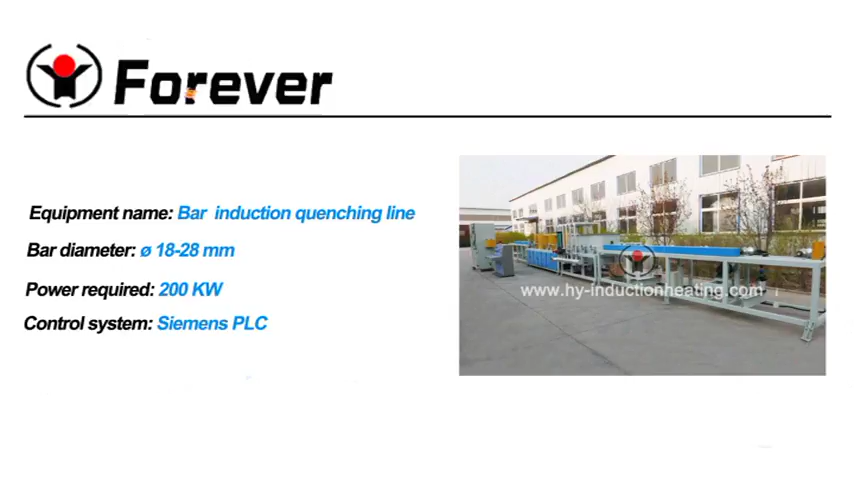 Forever
Equipment name: Bar induction quenching line
Bar diameter: ø 18-28 mm
Power required: 200 KW
Control system: Siemens PLC
www.hy-inductionheating.com